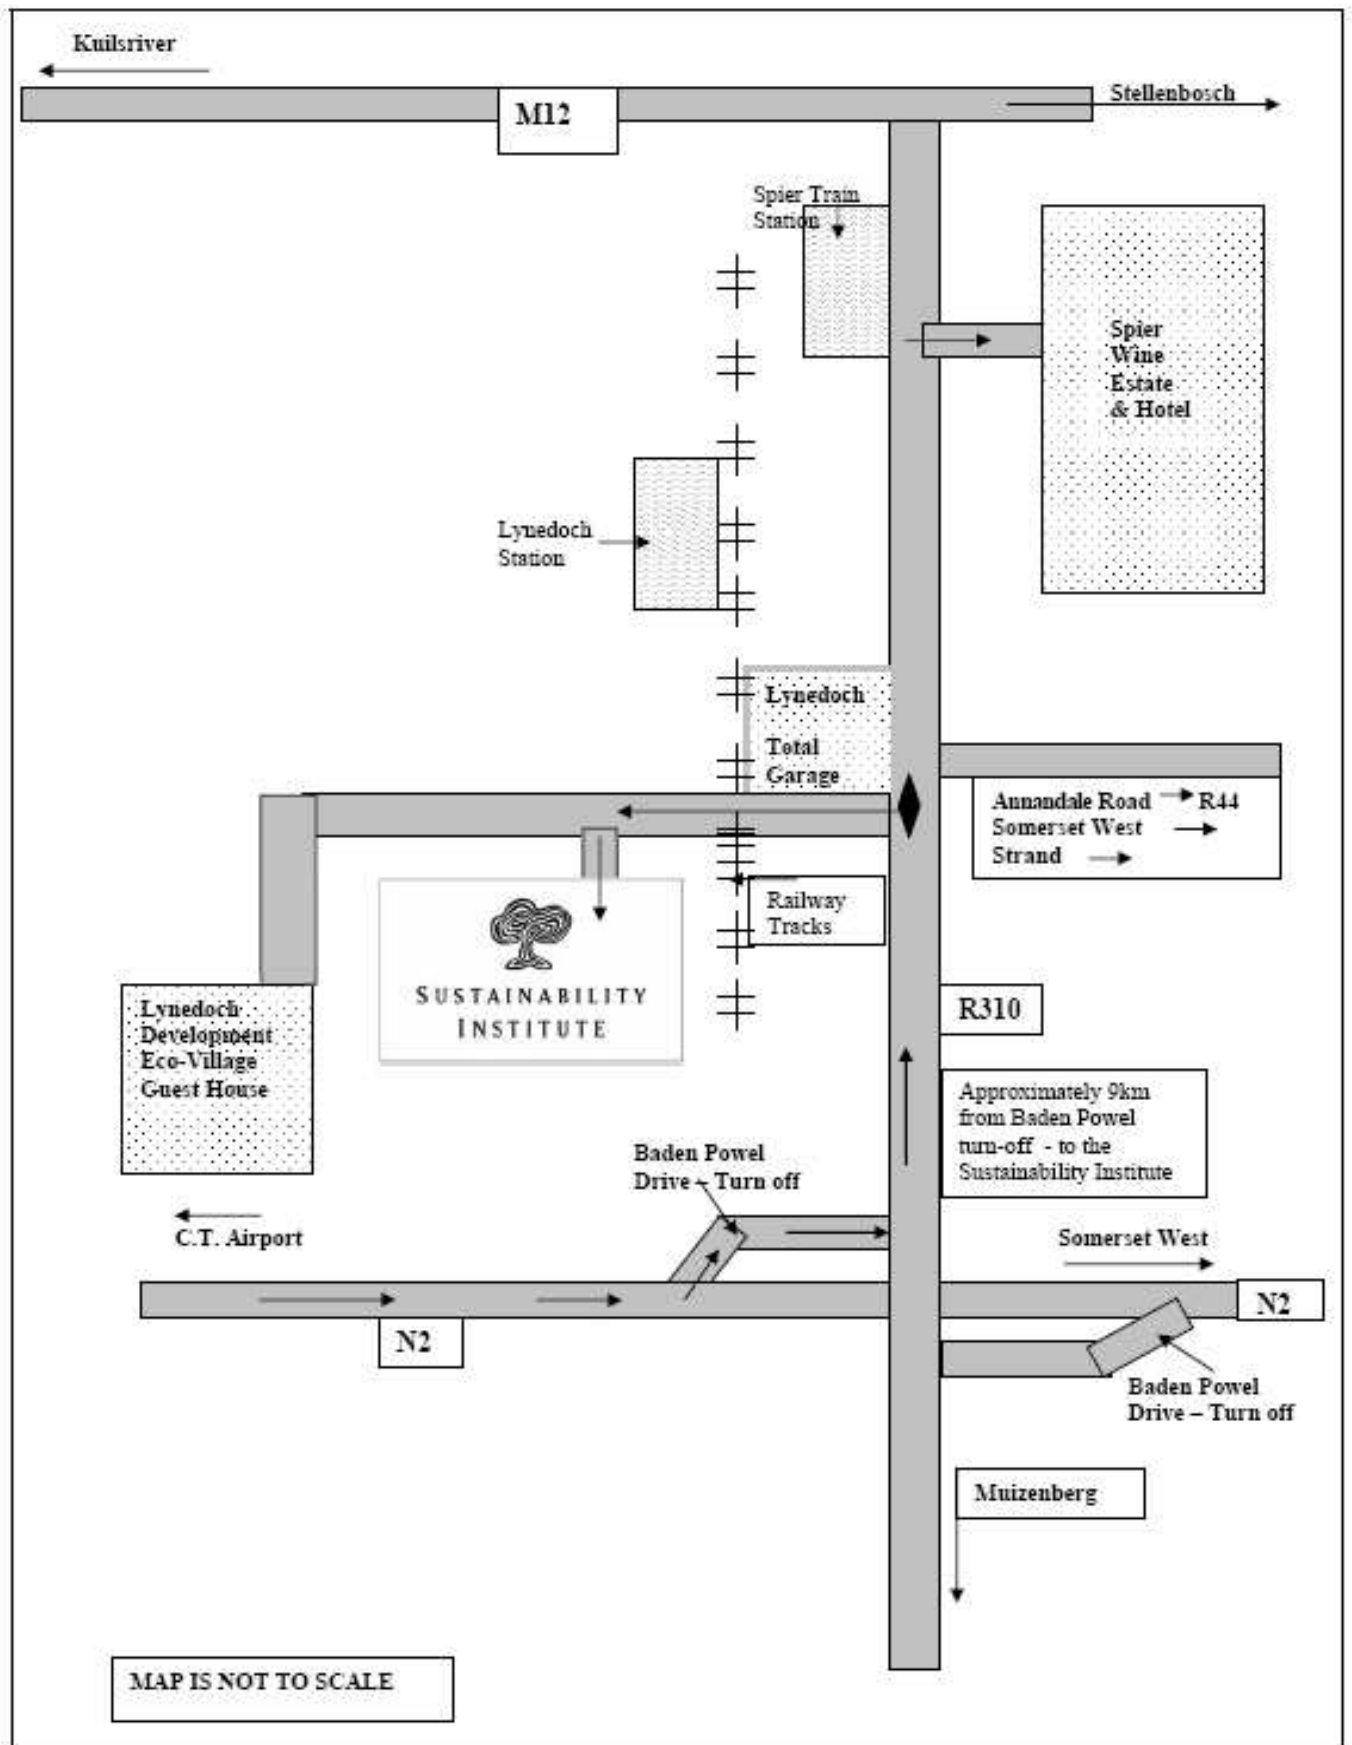 Kuilsriver
Stellenbosch
M12
Spier Train
Station
Spier
Wine
Estate
& Hotel
Lynedoch
Station
Lynedoch
Total
Garage
Annandale Road R44
Somerset West
Strand
Railway
Tracks
SUSTAINABILITY
INSTITUTE
R310
Lynedoch
Development
Eco-Village
Guest House
Approximately 9km
from Baden Powel
turn-off - to the
Sustainability Institute
Baden Powel
Drive – Turn off
C.T. Airport
Somerset West
N2
N2
Baden Powel
Drive – Turn off
Muizenberg
MAP IS NOT TO SCALE